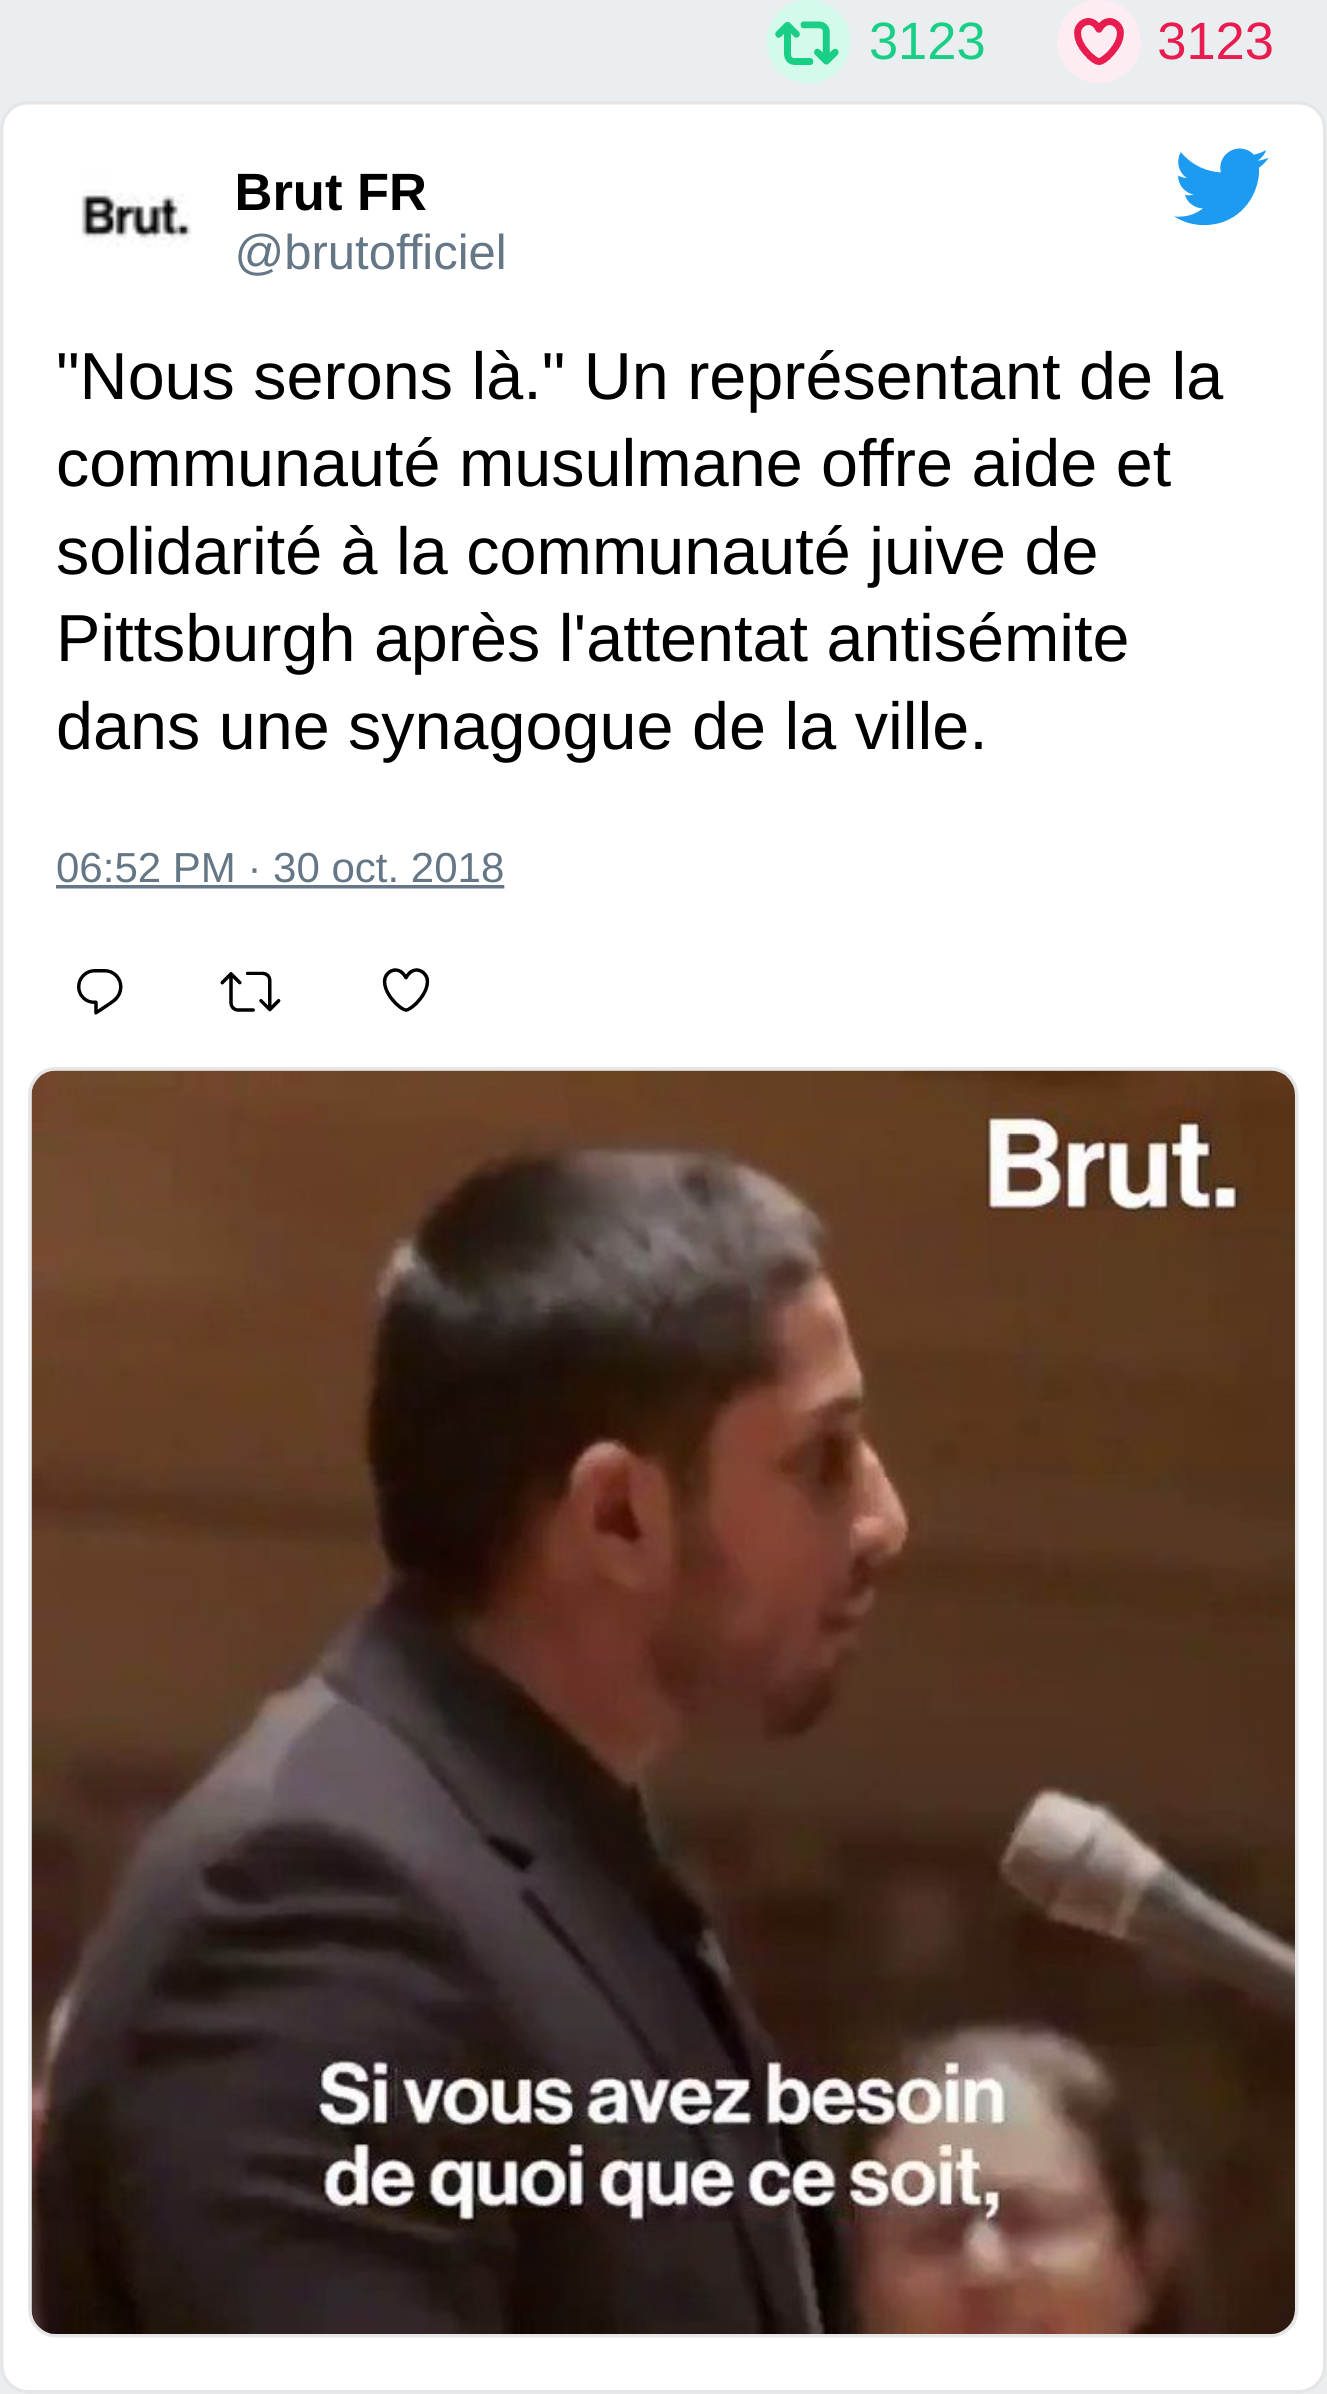 3123 3123
Brut.
Brut FR
@brutofficiel
"Nous serons là." Un représentant de la
communauté musulmane offre aide et
solidarité à la communauté juive de
Pittsburgh après l'attentat antisémite
dans une synagogue de la ville.
06:52 PM · 30 oct. 2018
Brut.
Si vous avez besoin
de quoi que ce soit,